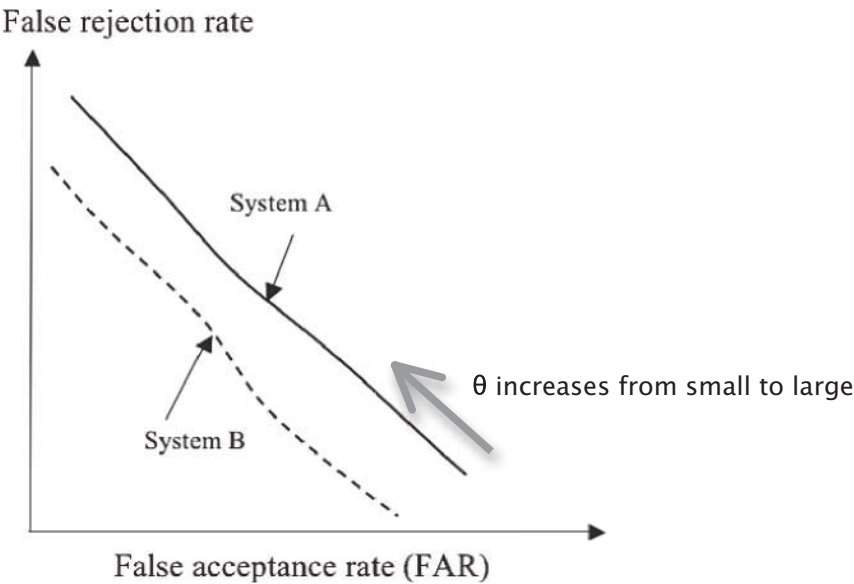 False rejection rate
System A
θ increases from small to large
System B
False acceptance rate (FAR)